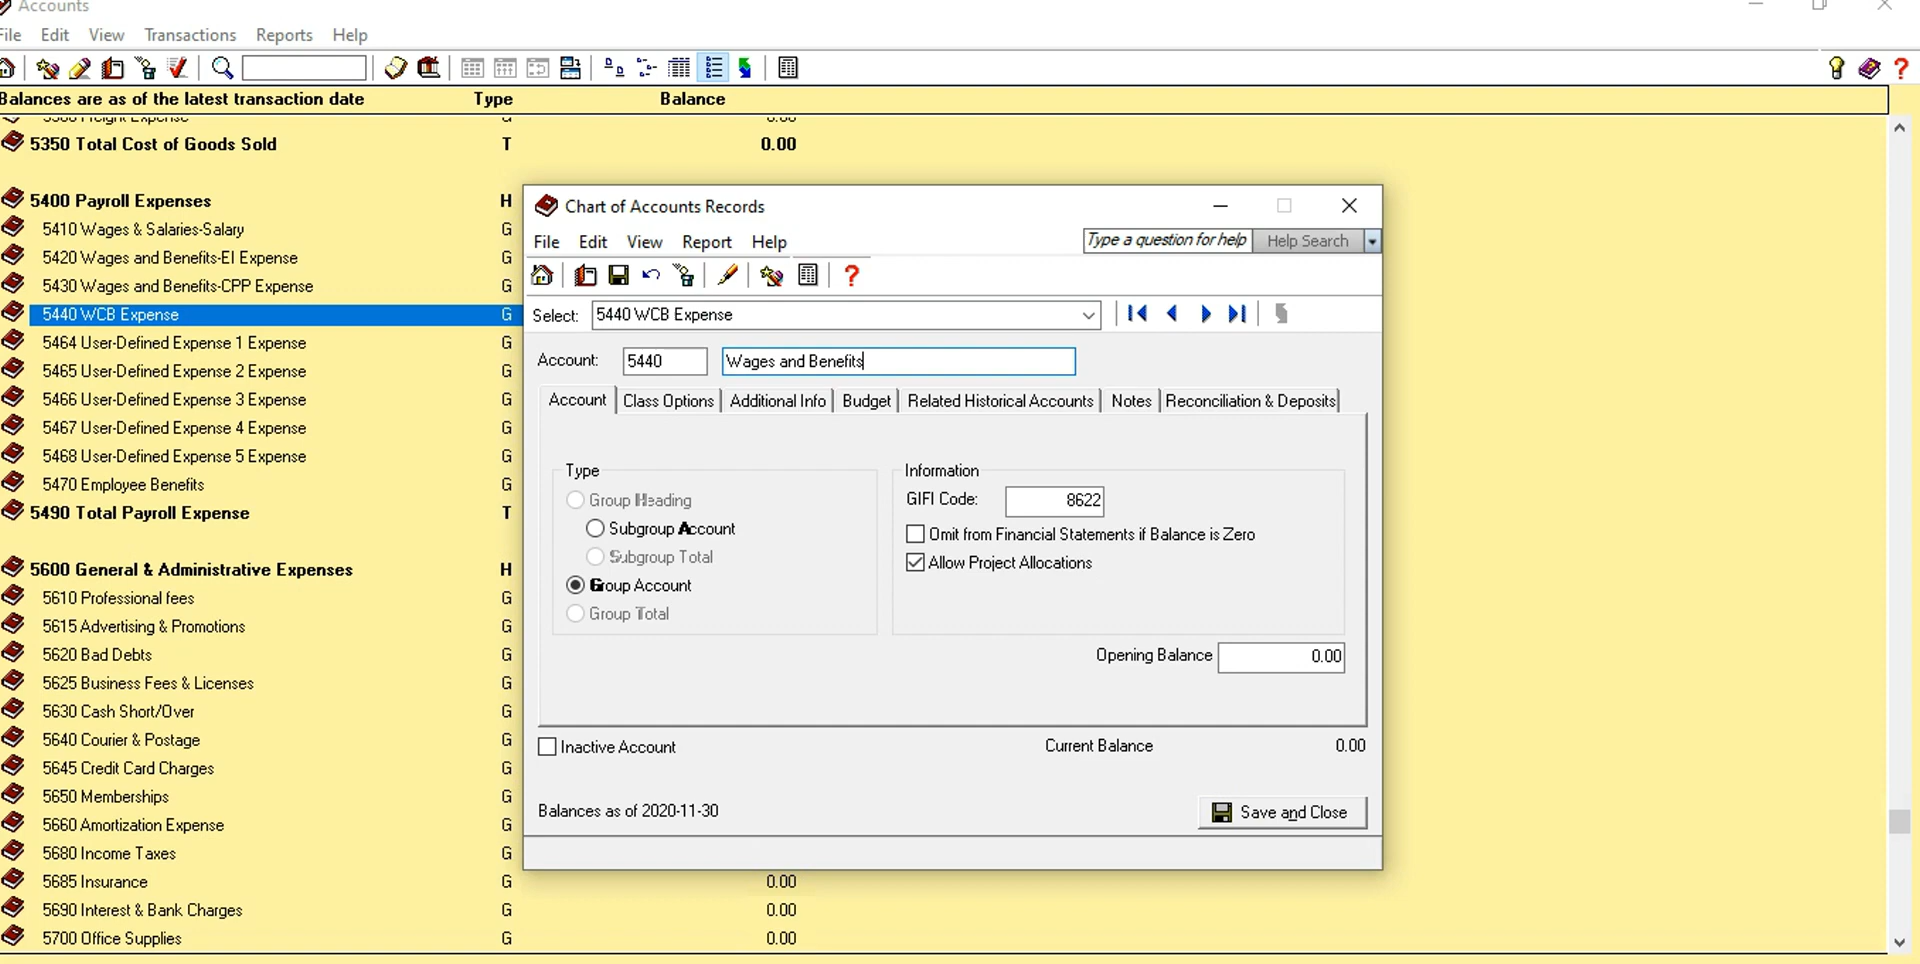 Accounts
File Edit View Transactions Reports Help
Balances are as of the latest transaction date Type Balance
5300 Freight Expense G 0.00
5350 Total Cost of Goods Sold T 0.00
5400 Payroll Expenses H
5410 Wages & Salaries-Salary G
5420 Wages and Benefits-EI Expense G
5430 Wages and Benefits-CPP Expense G
5440 WCB Expense G
5464 User-Defined Expense 1 Expense G
5465 User-Defined Expense 2 Expense G
5466 User-Defined Expense 3 Expense G
5467 User-Defined Expense 4 Expense G
5468 User-Defined Expense 5 Expense G
5470 Employee Benefits G
5490 Total Payroll Expense T
5600 General & Administrative Expenses H
5610 Professional fees G
5615 Advertising & Promotions G
5620 Bad Debts G
5625 Business Fees & Licenses G
5630 Cash Short/Over G
5640 Courier & Postage G
5645 Credit Card Charges G
5650 Memberships G
5660 Amortization Expense G
5680 Income Taxes G
5685 Insurance G 0.00
5690 Interest & Bank Charges G 0.00
5700 Office Supplies G 0.00
Chart of Accounts Records
File Edit View Report Help
Type a question for help Help Search
Select: 5440 WCB Expense
Account: 5440 Wages and Benefits
Account Class Options Additional Info Budget Related Historical Accounts Notes Reconciliation & Deposits
Type
Group Heading
Subgroup Account
Subgroup Total
Group Account
Group Total
Information
GIFI Code: 8622
Omit from Financial Statements if Balance is Zero
Allow Project Allocations
Opening Balance 0.00
Inactive Account
Current Balance 0.00
Balances as of 2020-11-30
Save and Close